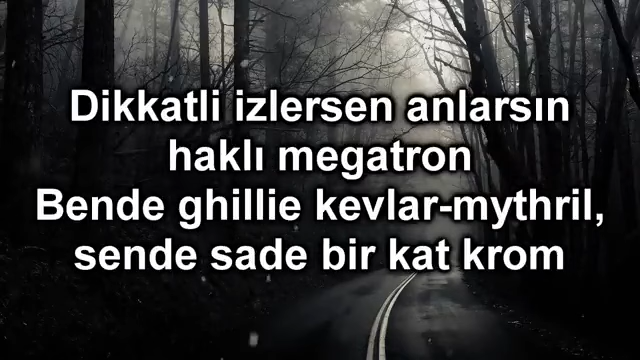 Dikkatli izlersen anlarsın
haklı megatron
Bende ghillie kevlar-mythril,
sende sade bir kat krom